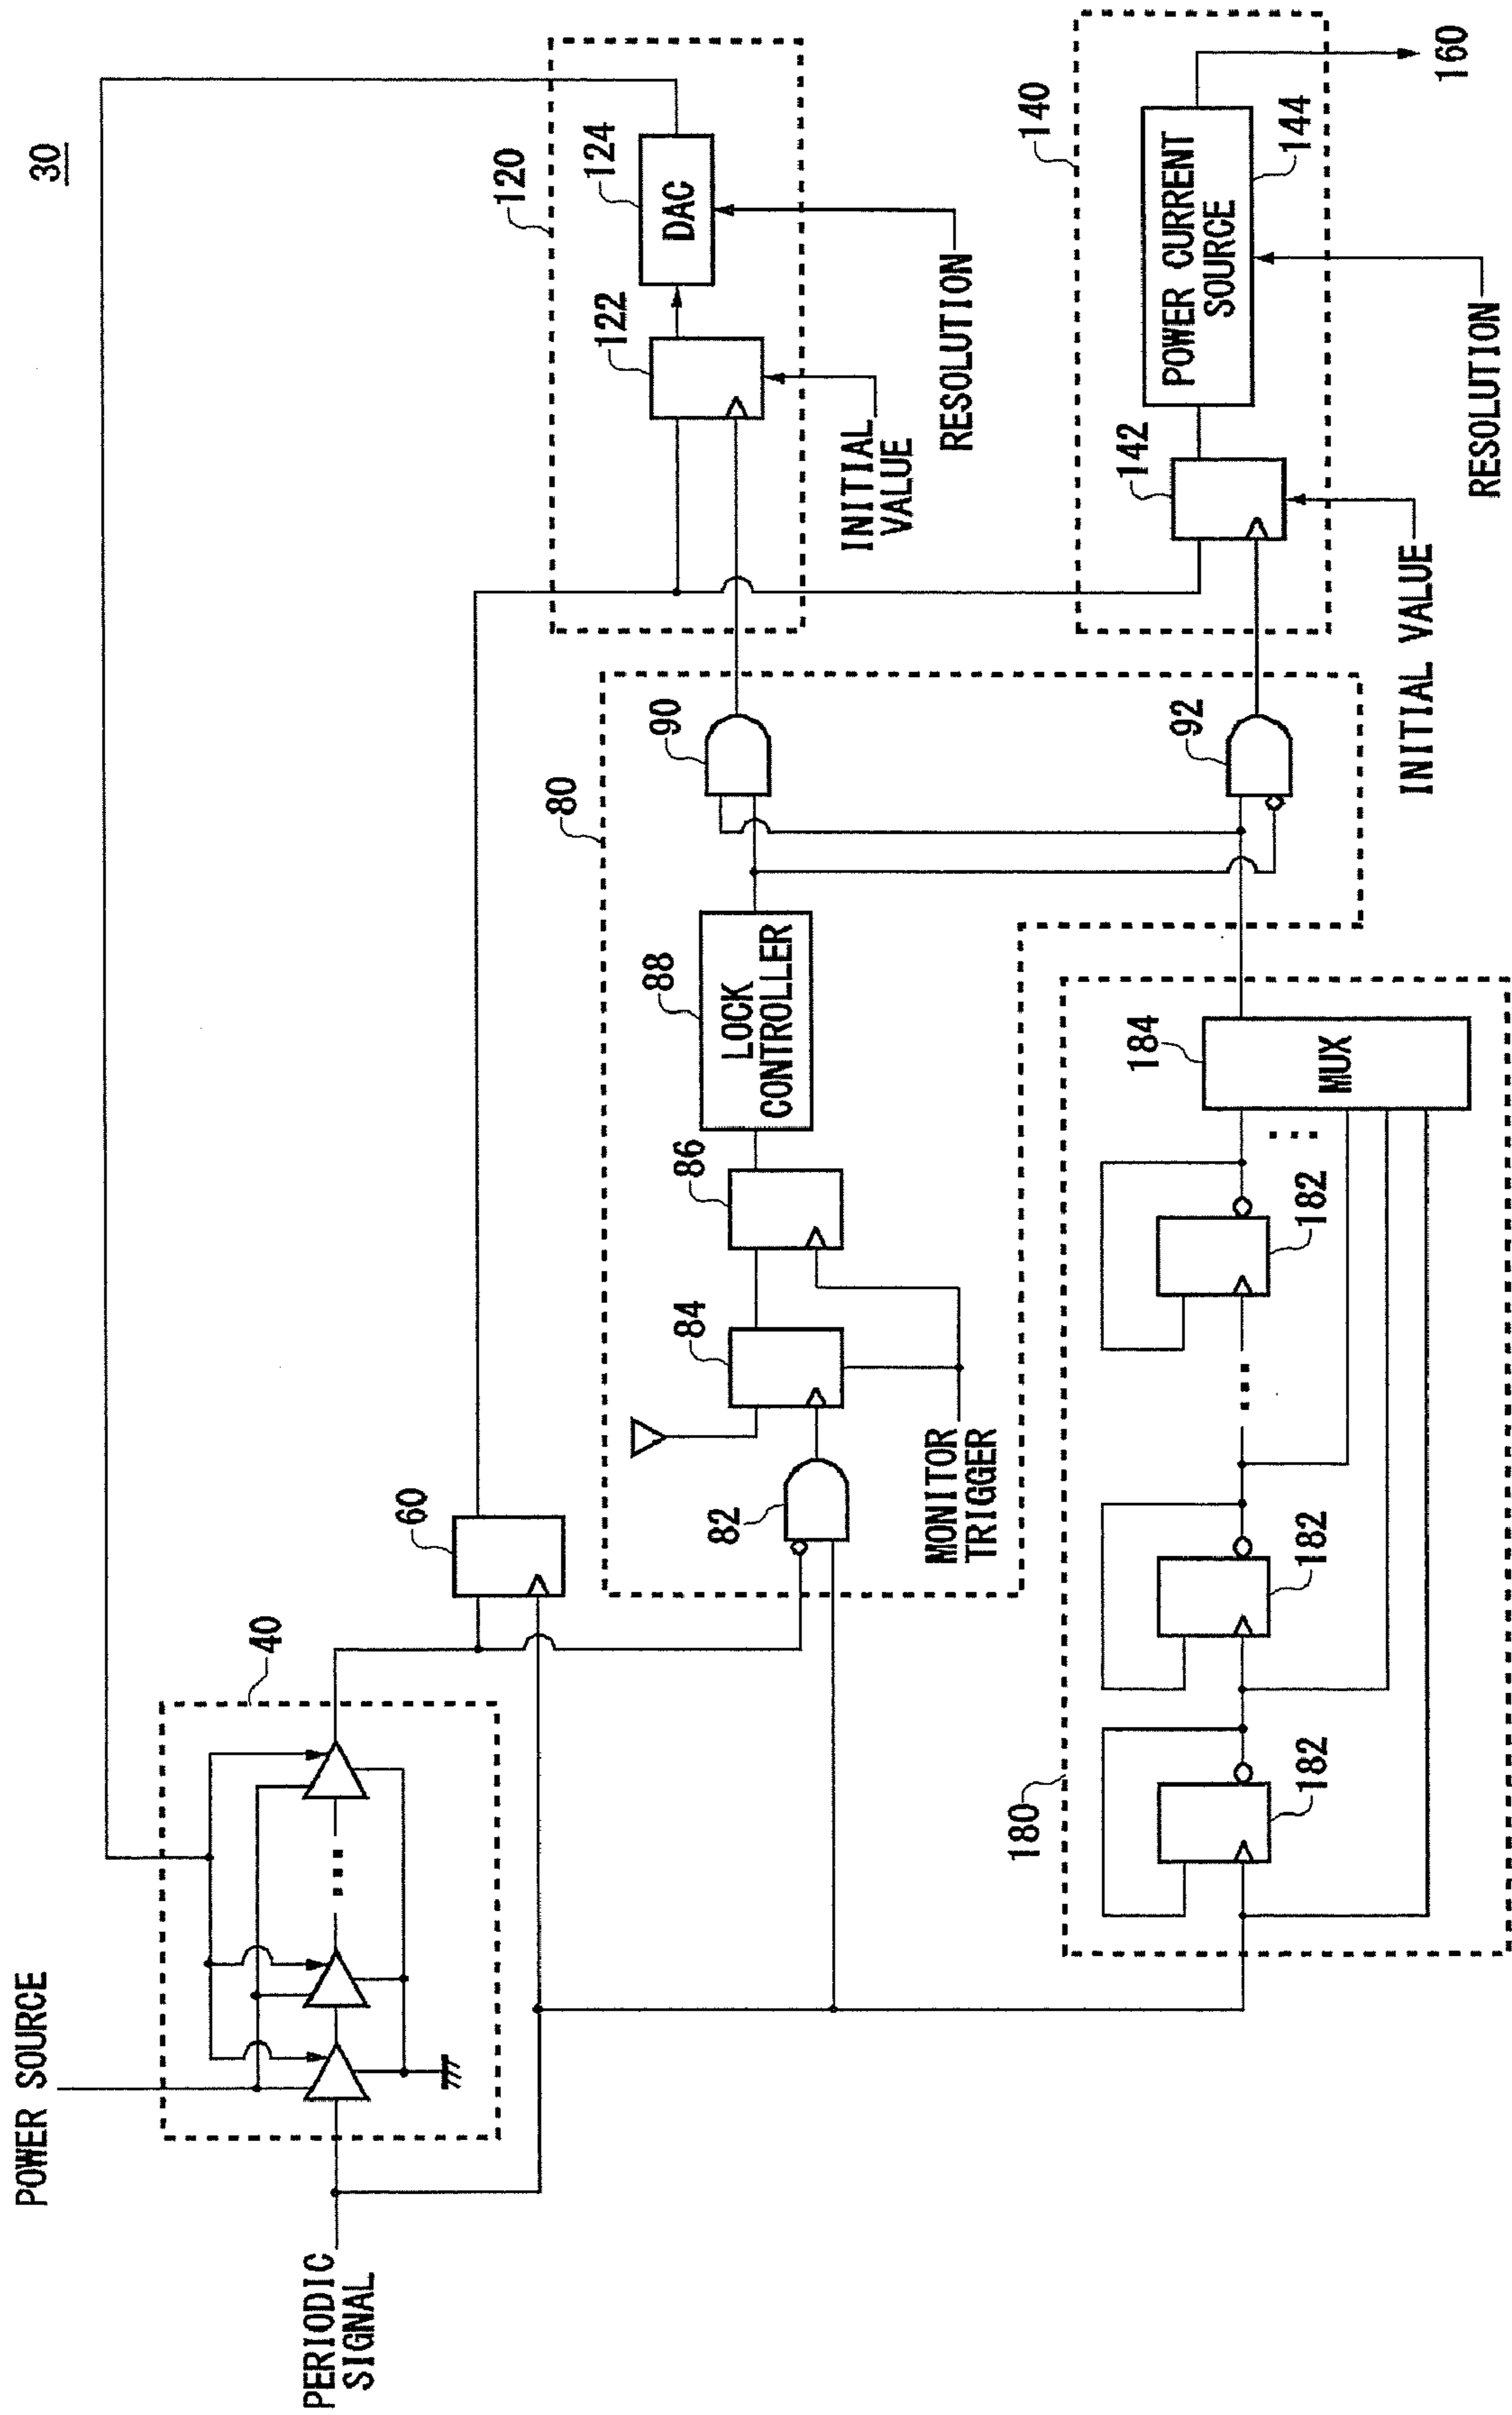 30
POWER SOURCE
PERIODIC
SIGNAL
40
60
80
82
84
86
88
LOCK
CONTROLLER
90
92
MONITOR
TRIGGER
120
122
124
DAC
INITIAL
VALUE
RESOLUTION
140
142
144
POWER CURRENT
SOURCE
160
INITIAL VALUE
RESOLUTION
180
182
182
182
184
MUX